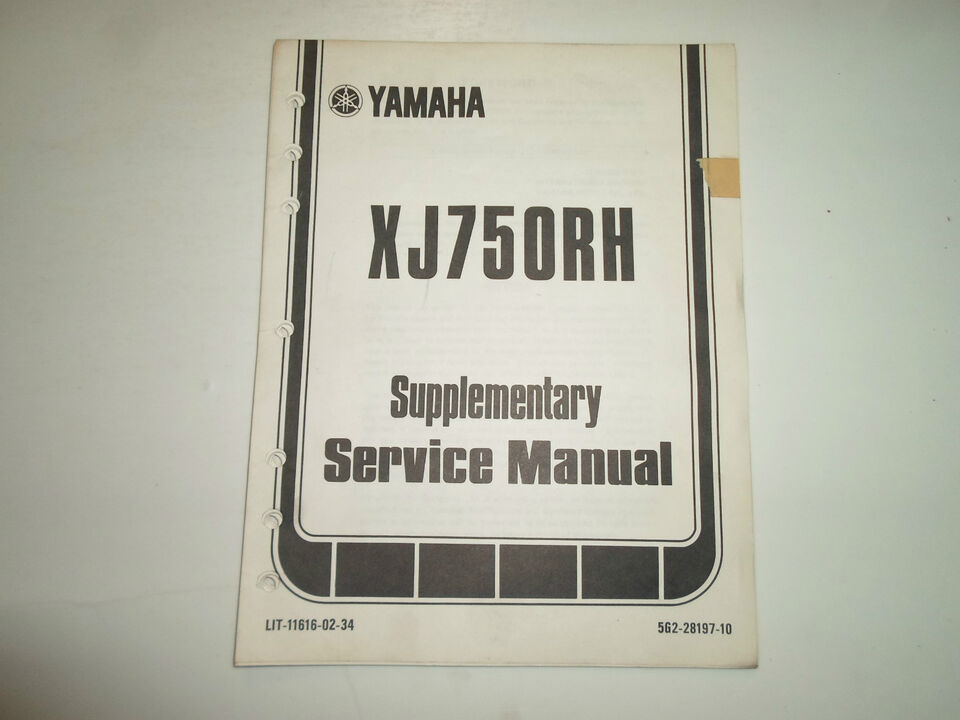 YAMAHA
XJ750RH
Supplementary
Service Manual
LIT-11616-02-34
5G2-28197-10